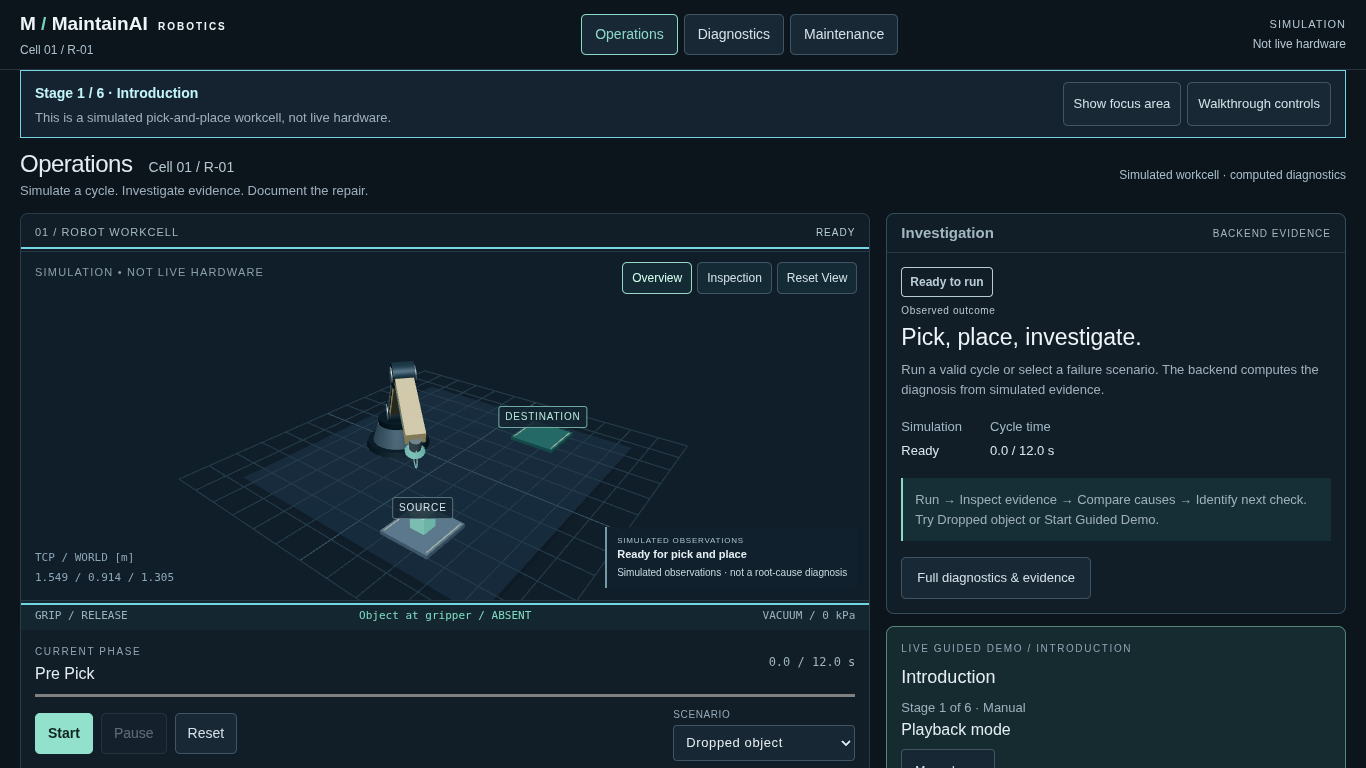 M / MaintainAI ROBOTICS
Cell 01 / R-01
Operations
Diagnostics
Maintenance
SIMULATION
Not live hardware
Stage 1 / 6 · Introduction
This is a simulated pick-and-place workcell, not live hardware.
Show focus area
Walkthrough controls
Operations Cell 01 / R-01
Simulate a cycle. Investigate evidence. Document the repair.
Simulated workcell · computed diagnostics
01 / ROBOT WORKCELL
READY
SIMULATION • NOT LIVE HARDWARE
Overview
Inspection
Reset View
DESTINATION
SOURCE
SIMULATED OBSERVATIONS
Ready for pick and place
Simulated observations · not a root-cause diagnosis
TCP / WORLD [m]
1.549 / 0.914 / 1.305
GRIP / RELEASE
Object at gripper / ABSENT
VACUUM / 0 kPa
CURRENT PHASE
Pre Pick
0.0 / 12.0 s
Start
Pause
Reset
SCENARIO
Dropped object
Investigation
BACKEND EVIDENCE
Ready to run
Observed outcome
Pick, place, investigate.
Run a valid cycle or select a failure scenario. The backend computes the
diagnosis from simulated evidence.
Simulation Cycle time
Ready 0.0 / 12.0 s
Run → Inspect evidence → Compare causes → Identify next check.
Try Dropped object or Start Guided Demo.
Full diagnostics & evidence
LIVE GUIDED DEMO / INTRODUCTION
Introduction
Stage 1 of 6 · Manual
Playback mode